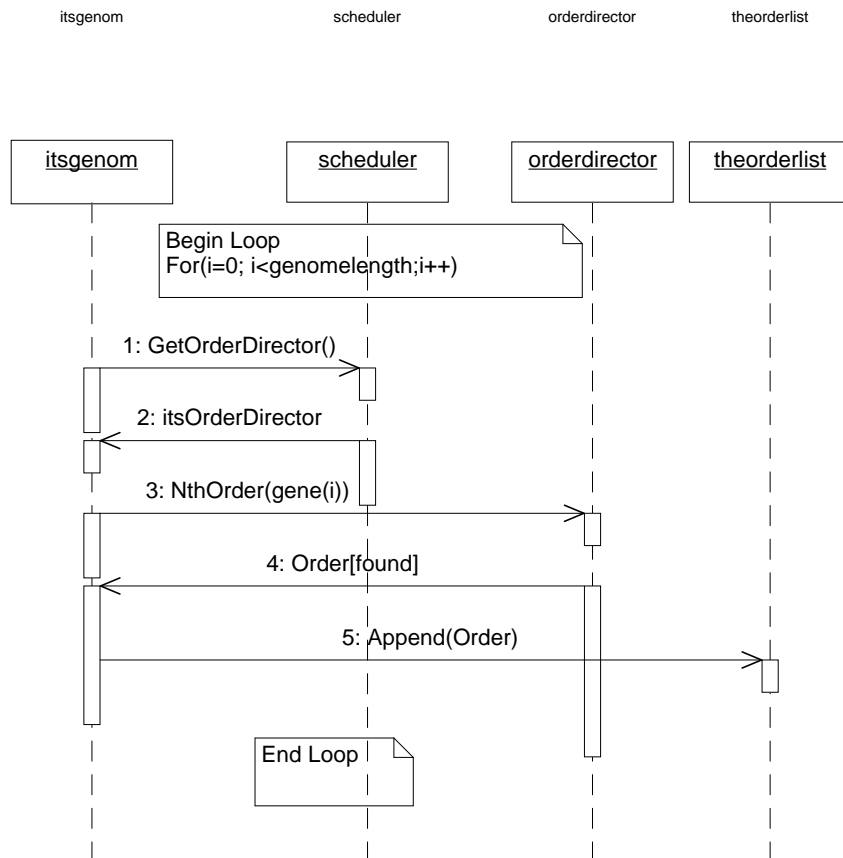 itsgenom scheduler orderdirector theorderlist
itsgenom scheduler orderdirector theorderlist
Begin Loop
For(i=0; i<genomelength;i++)
1: GetOrderDirector()
2: itsOrderDirector
3: NthOrder(gene(i))
4: Order[found]
5: Append(Order)
End Loop